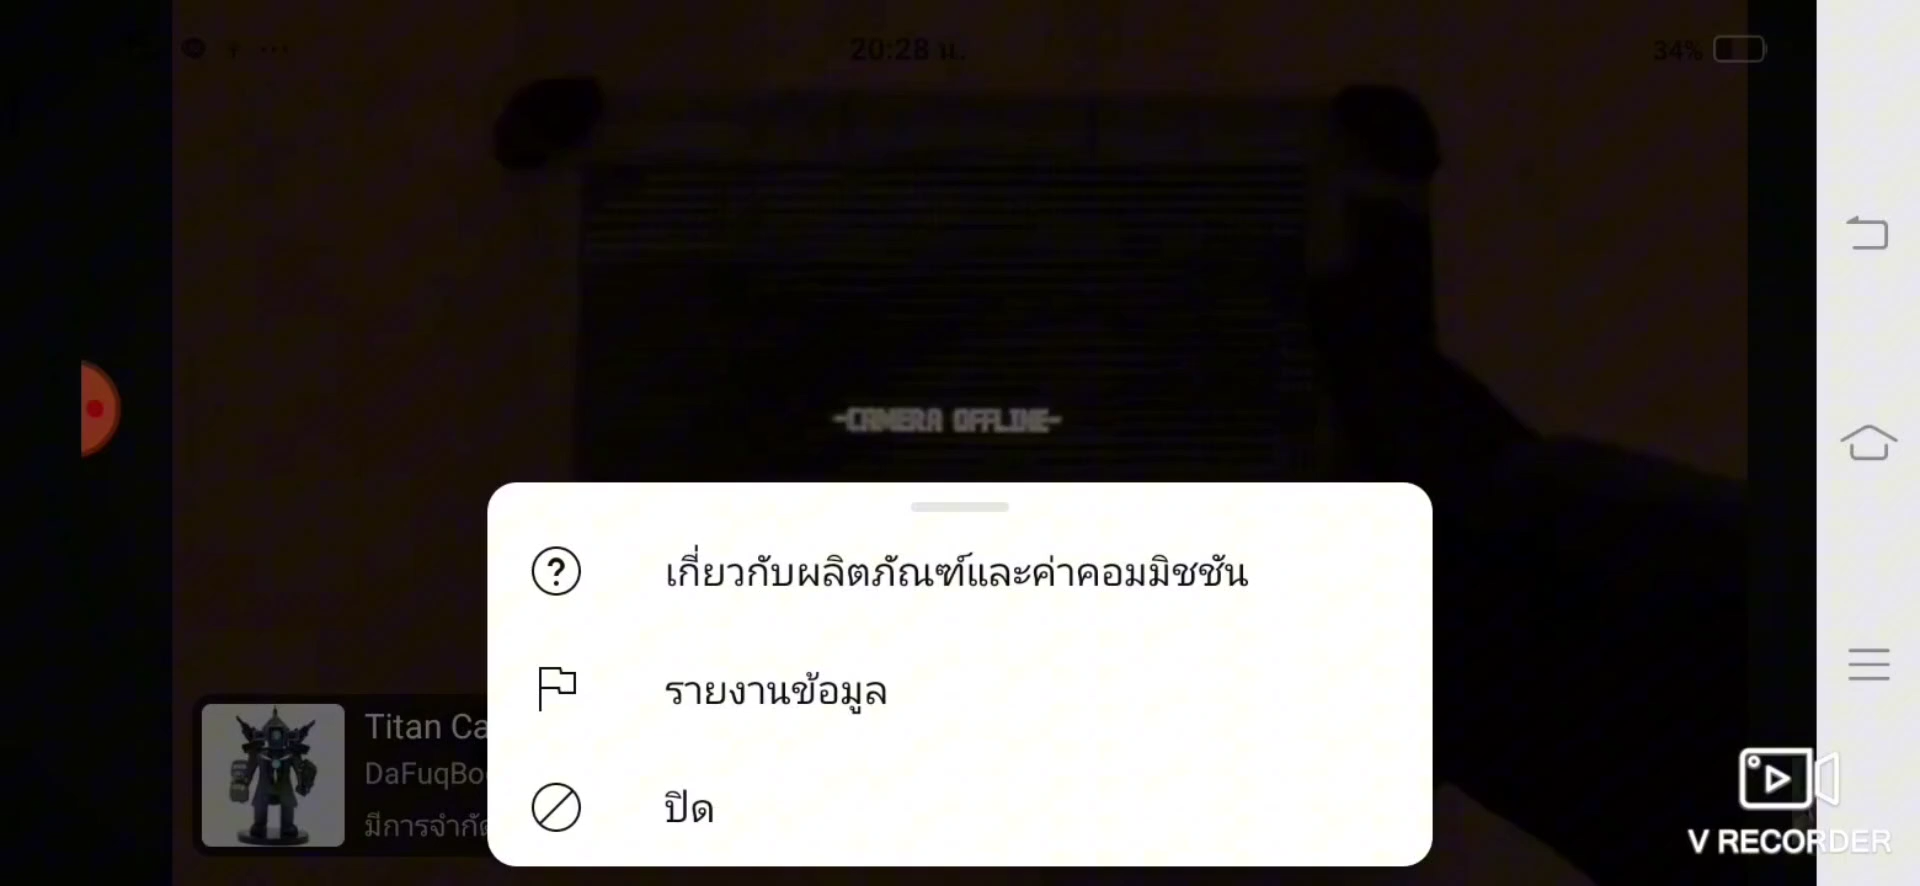 20:28 น.
34%
-CAMERA OFFLINE-
เกี่ยวกับผลิตภัณฑ์และค่าคอมมิชชัน
รายงานข้อมูล
ปิด
Titan Ca
DaFuqBo
มีการจำกัด
V RECORDER